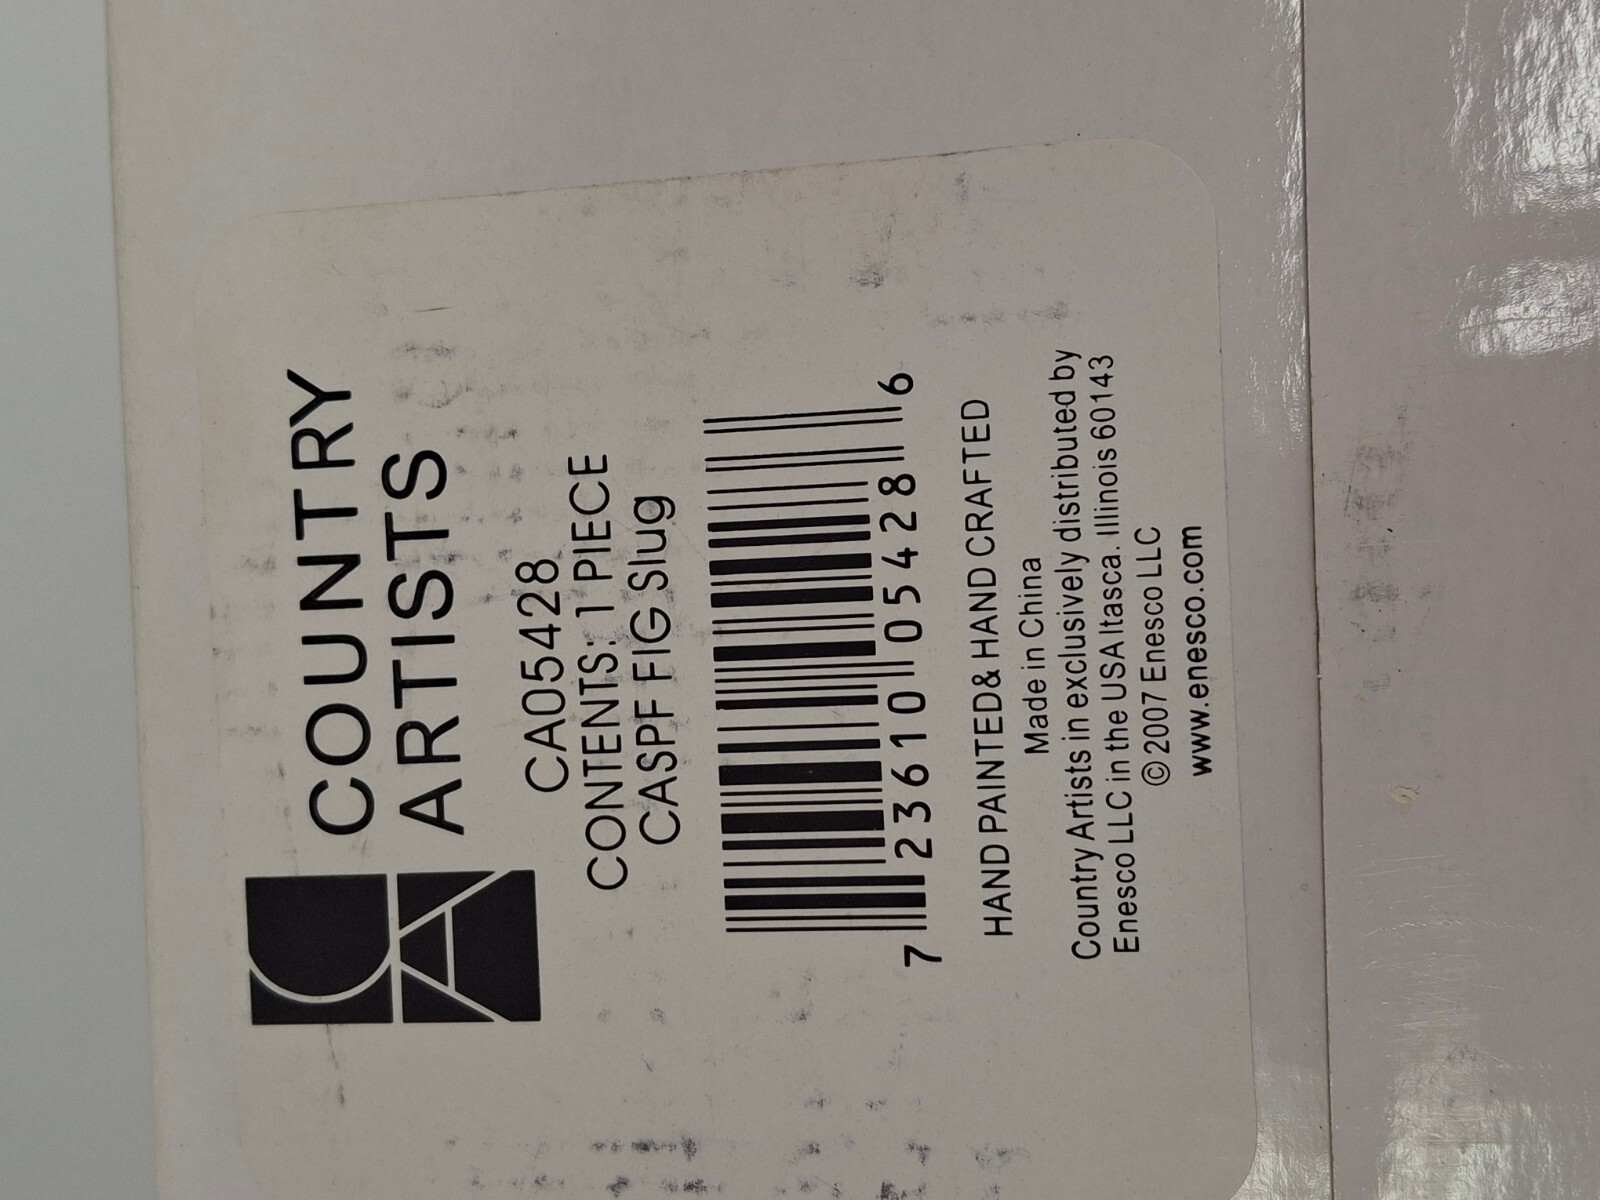 CA
COUNTRY
ARTISTS
CA05428
CONTENTS: 1 PIECE
CASPF FIG Slug
7 23610 05428 6
HAND PAINTED& HAND CRAFTED
Made in China
Country Artists in exclusively distributed by
Enesco LLC in the USA Itasca. Illinois 60143
©2007 Enesco LLC
www.enesco.com